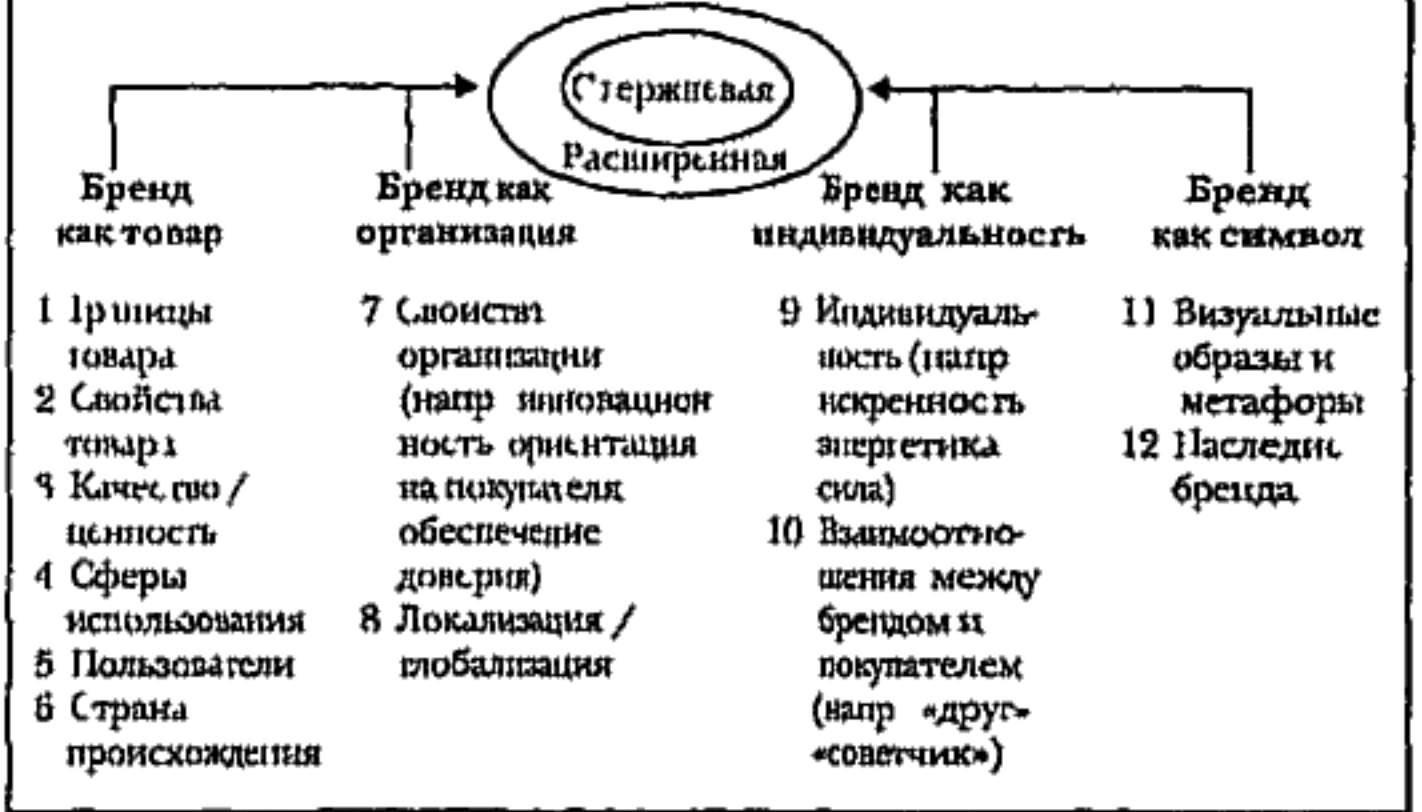 Стержневая
Расширенная
Бренд
как товар
1 Границы
товара
2 Свойства
товара
3 Качество /
ценность
4 Сферы
использования
5 Пользователи
6 Страна
происхождения
Бренд как
организация
7 Свойства
организации
(напр инновацион
ность ориентация
на покупателя
обеспечение
доверия)
8 Локализация /
глобализация
Бренд как
индивидуальность
9 Индивидуаль-
ность (напр
искренность
энергетика
сила)
10 Взаимоотно-
шения между
брендом и
покупателем
(напр «друг»
«советчик»)
Бренд
как символ
11 Визуальные
образы и
метафоры
12 Наследие
бренда